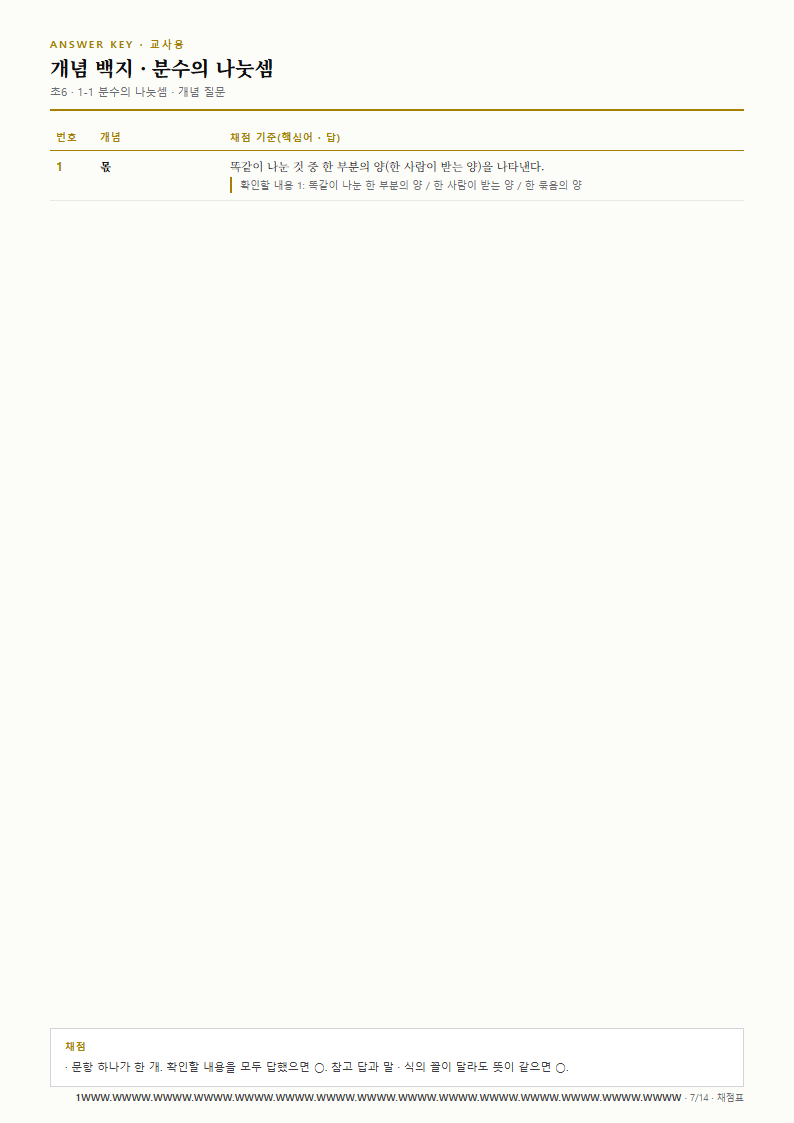 ANSWER KEY · 교사용
개념 백지 · 분수의 나눗셈
초6 · 1-1 분수의 나눗셈 · 개념 질문
번호 개념 채점 기준(핵심어 · 답)
1 몫 똑같이 나눈 것 중 한 부분의 양(한 사람이 받는 양)을 나타낸다.
확인할 내용 1: 똑같이 나눈 한 부분의 양 / 한 사람이 받는 양 / 한 묶음의 양
채점
· 문항 하나가 한 개. 확인할 내용을 모두 답했으면 ○. 참고 답과 말 · 식의 꼴이 달라도 뜻이 같으면 ○.
1WWW.WWWW.WWWW.WWWW.WWWW.WWWW.WWWW.WWWW.WWWW.WWWW.WWWW.WWWW.WWWW.WWWW.WWWW · 7/14 · 채점표